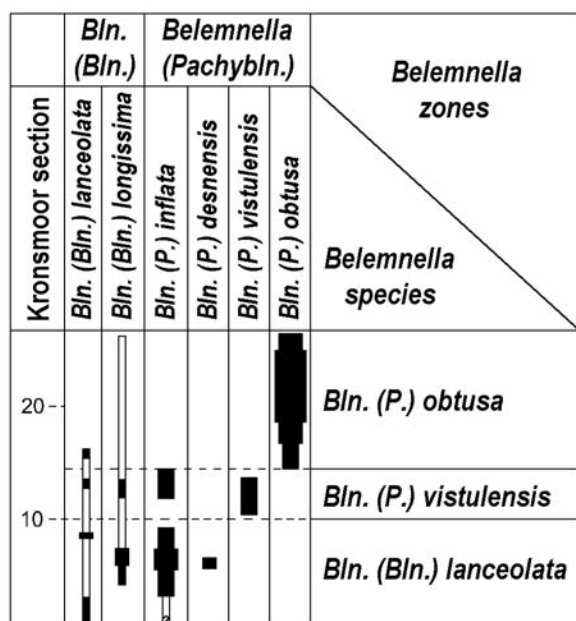 Bln.
(Bln.)
Belemnella
(Pachybln.)
Belemnella
zones
Kronsmoor section
Bln. (Bln.) lanceolata
Bln. (Bln.) longissima
Bln. (P.) inflata
Bln. (P.) desnensis
Bln. (P.) vistulensis
Bln. (P.) obtusa
Belemnella
species
20
Bln. (P.) obtusa
Bln. (P.) vistulensis
10
Bln. (Bln.) lanceolata